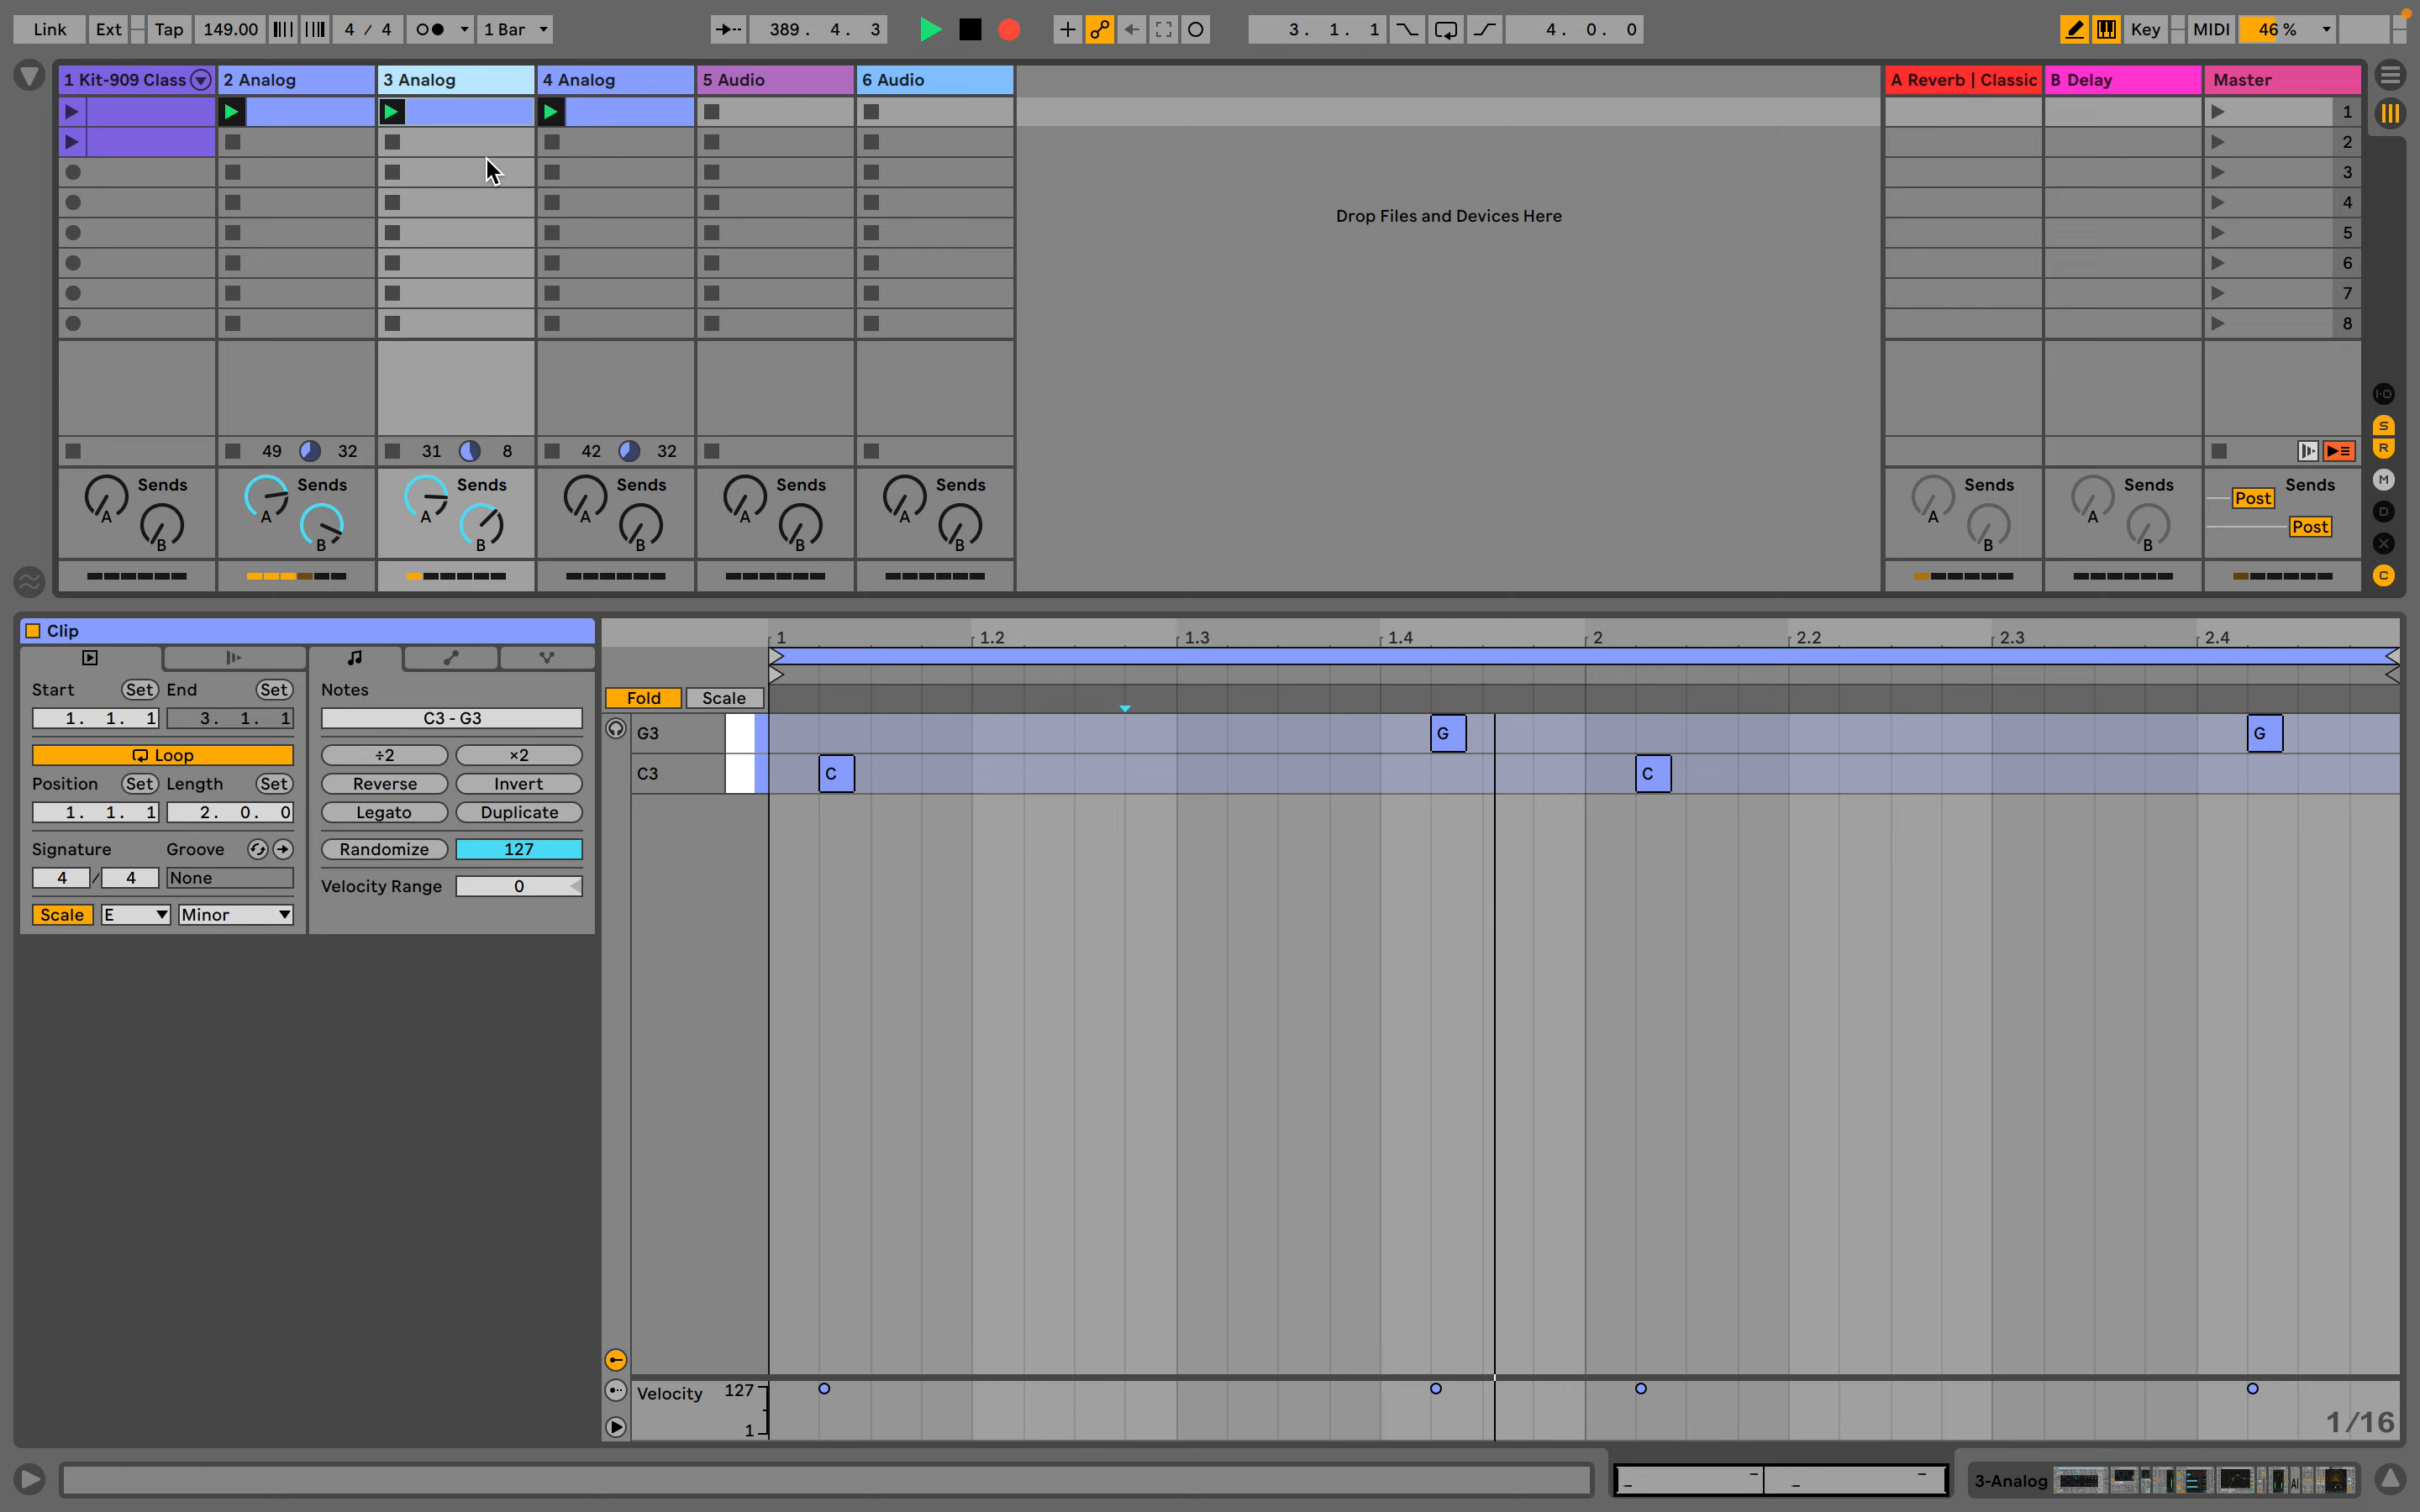 Link Ext Tap 149.00 4 / 4 1 Bar 389. 4. 3 3. 1. 1 4. 0. 0 Key MIDI 46 %
1 Kit-909 Class 2 Analog 3 Analog 4 Analog 5 Audio 6 Audio A Reverb | Classic B Delay Master
1
2
3
4
Drop Files and Devices Here
5
6
7
8
49 32 31 8 42 32
Sends Sends Sends Sends Sends Sends Sends Sends Sends
A A A A A A A A Post
B B B B B B B B Post
I·O
S
R
M
D
X
C
Clip
Start Set End Set Notes
1. 1. 1 3. 1. 1 C3 - G3
Loop ÷2 ×2
Position Set Length Set Reverse Invert
1. 1. 1 2. 0. 0 Legato Duplicate
Signature Groove Randomize 127
4 / 4 None Velocity Range 0
Scale E Minor
1 1.2 1.3 1.4 2 2.2 2.3 2.4
Fold Scale
G3 G G
C3 C C
Velocity 127
1
1/16
3-Analog